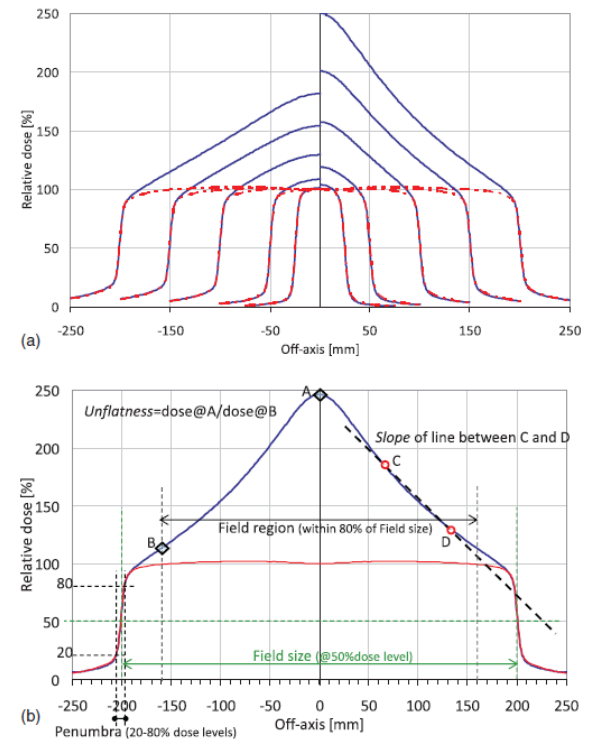 250
200
150
100
50
0
Relative dose [%]
-250 -150 -50 50 150 250
Off-axis [mm]
(a)
250
200
150
100
80
50
20
0
Relative dose [%]
Unflatness=dose@A/dose@B
A
Slope of line between C and D
C
Field region (within 80% of Field size)
B
D
Field size (@50%dose level)
-250 -200 -150 -100 -50 0 50 100 150 200 250
Off-axis [mm]
(b)
Penumbra (20-80% dose levels)